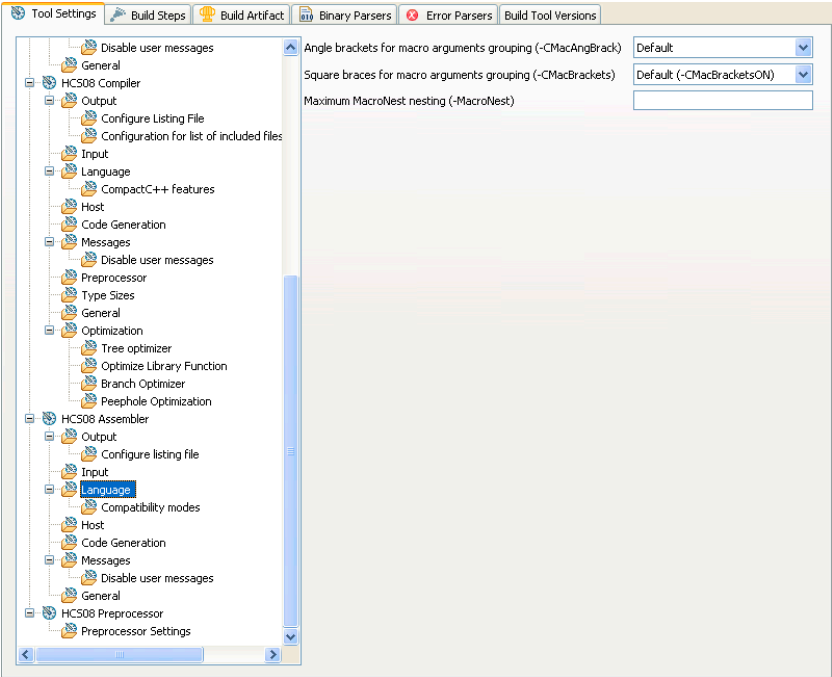 Tool Settings Build Steps Build Artifact Binary Parsers Error Parsers Build Tool Versions
Disable user messages
General
HCS08 Compiler
Output
Configure Listing File
Configuration for list of included files
Input
Language
CompactC++ features
Host
Code Generation
Messages
Disable user messages
Preprocessor
Type Sizes
General
Optimization
Tree optimizer
Optimize Library Function
Branch Optimizer
Peephole Optimization
HCS08 Assembler
Output
Configure listing file
Input
Language
Compatibility modes
Host
Code Generation
Messages
Disable user messages
General
HCS08 Preprocessor
Preprocessor Settings
Angle brackets for macro arguments grouping (-CMacAngBrack) Default
Square braces for macro arguments grouping (-CMacBrackets) Default (-CMacBracketsON)
Maximum MacroNest nesting (-MacroNest)